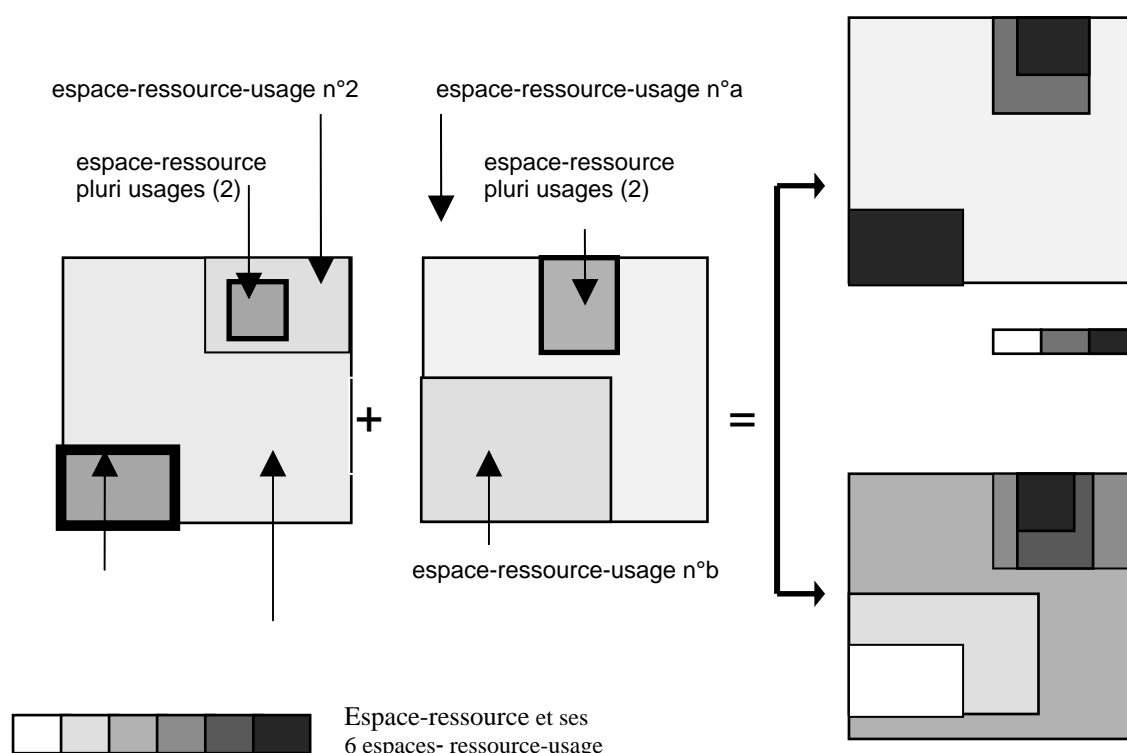 espace-ressource-usage n°2
espace-ressource-usage n°a
espace-ressource
pluri usages (2)
espace-ressource
pluri usages (2)
+
=
espace-ressource-usage n°b
Espace-ressource et ses
6 espaces- ressource-usage